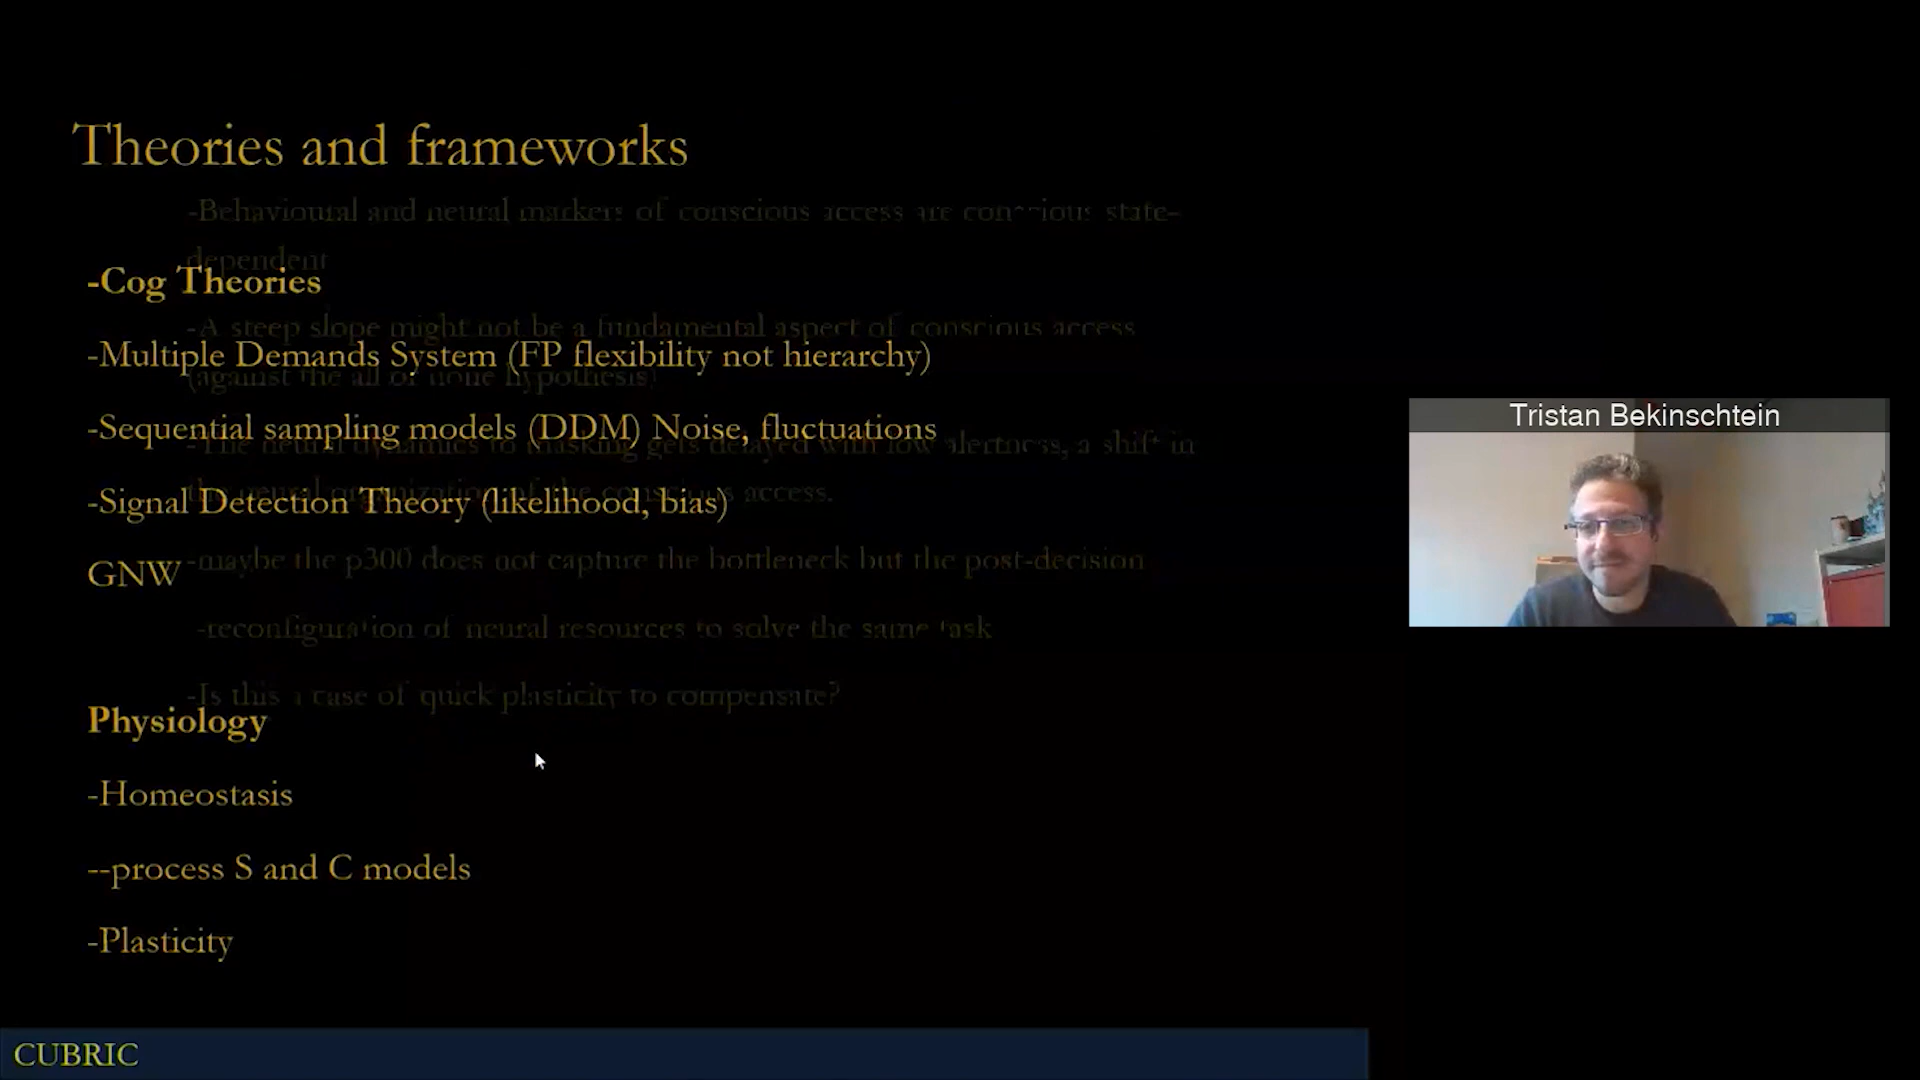 Theories and frameworks
-Behavioural and neural markers of conscious access are conscious state-
dependent
-Cog Theories
-A steep slope might not be a fundamental aspect of conscious access
-Multiple Demands System (FP flexibility not hierarchy)
(against the all or none hypothesis)
-Sequential sampling models (DDM) Noise, fluctuations
-The neural dynamics to masking gets delayed with low alertness, a shift in
-Signal Detection Theory (likelihood, bias)
the neural organization of the conscious access.
GNW
-maybe the p300 does not capture the bottleneck but the post-decision
-reconfiguration of neural resources to solve the same task
-Is this a case of quick plasticity to compensate?
Physiology
-Homeostasis
--process S and C models
-Plasticity
CUBRIC
Tristan Bekinschtein